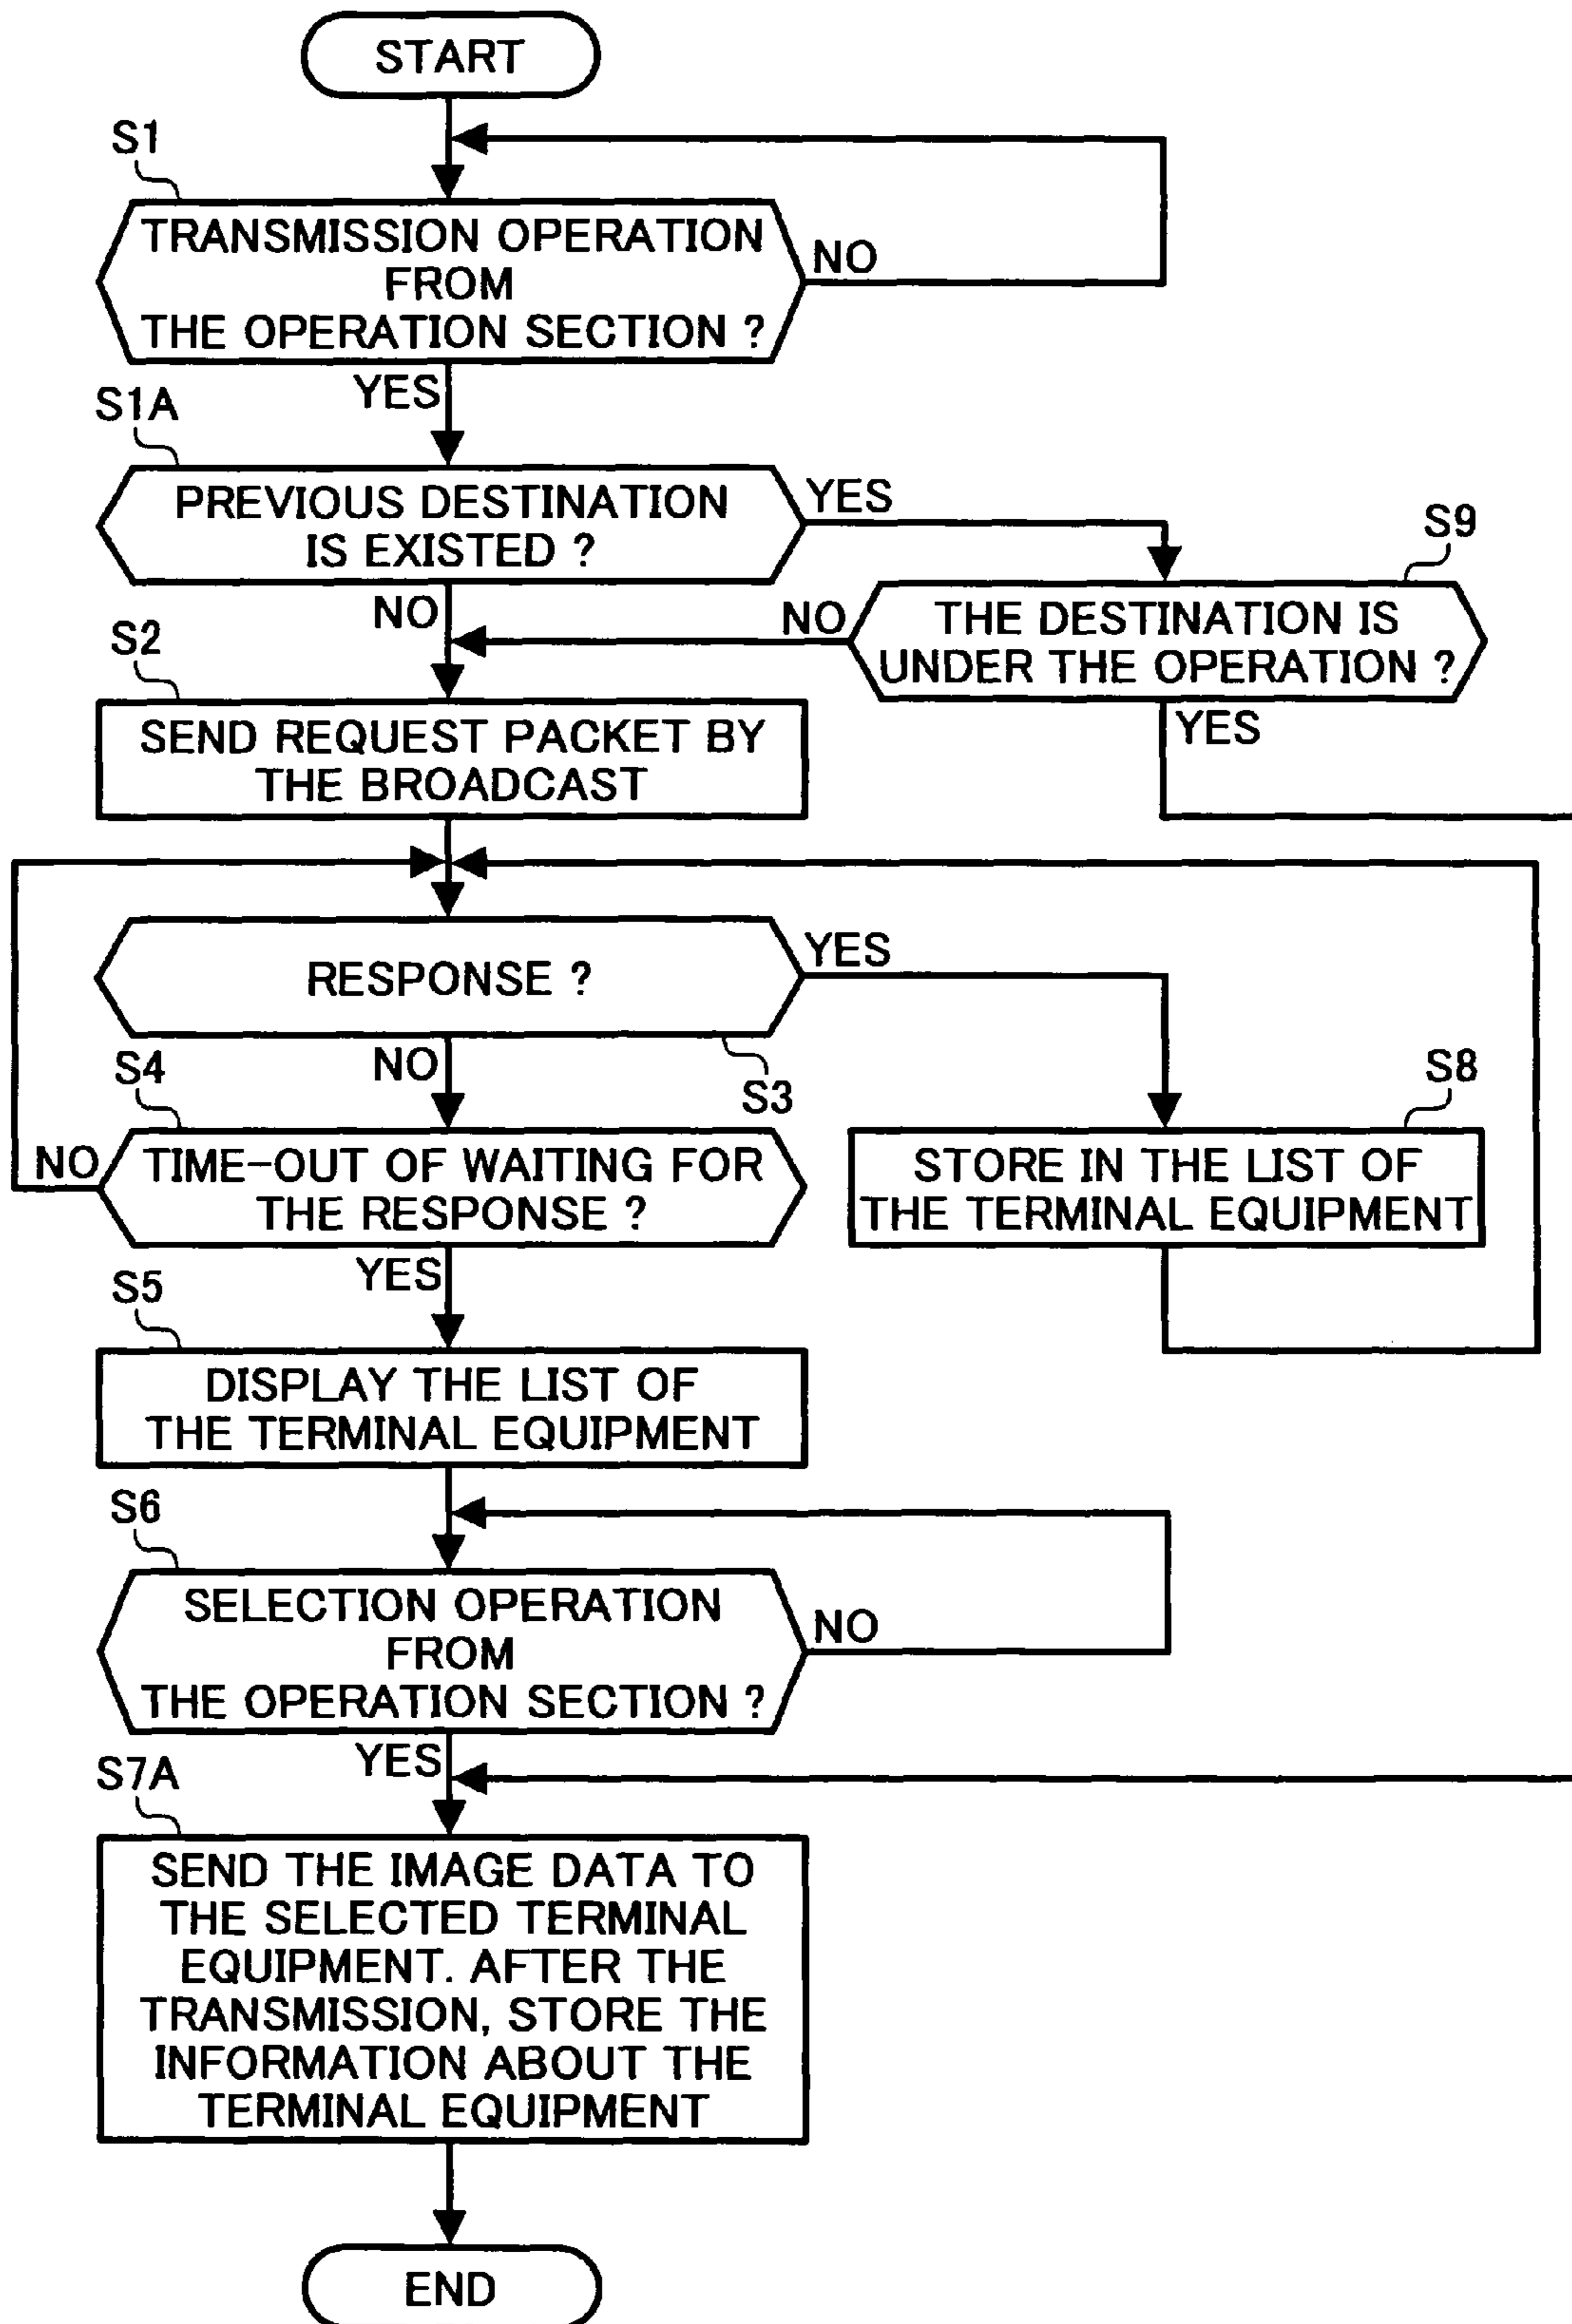 START
S1
TRANSMISSION OPERATION
FROM
THE OPERATION SECTION ?
NO
YES
S1A
PREVIOUS DESTINATION
IS EXISTED ?
YES
NO
S9
THE DESTINATION IS
UNDER THE OPERATION ?
NO
YES
S2
SEND REQUEST PACKET BY
THE BROADCAST
RESPONSE ?
YES
NO
S3
S4
TIME-OUT OF WAITING FOR
THE RESPONSE ?
NO
YES
S8
STORE IN THE LIST OF
THE TERMINAL EQUIPMENT
S5
DISPLAY THE LIST OF
THE TERMINAL EQUIPMENT
S6
SELECTION OPERATION
FROM
THE OPERATION SECTION ?
NO
YES
S7A
SEND THE IMAGE DATA TO
THE SELECTED TERMINAL
EQUIPMENT. AFTER THE
TRANSMISSION, STORE THE
INFORMATION ABOUT THE
TERMINAL EQUIPMENT
END